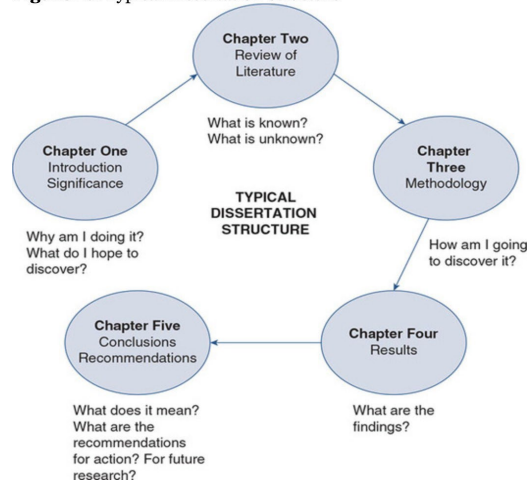 Chapter Two
Review of
Literature
What is known?
What is unknown?
Chapter One
Introduction
Significance
Why am I doing it?
What do I hope to
discover?
Chapter
Three
Methodology
How am I going
to discover it?
TYPICAL
DISSERTATION
STRUCTURE
Chapter Four
Results
What are the
findings?
Chapter Five
Conclusions
Recommendations
What does it mean?
What are the
recommendations
for action? For future
research?